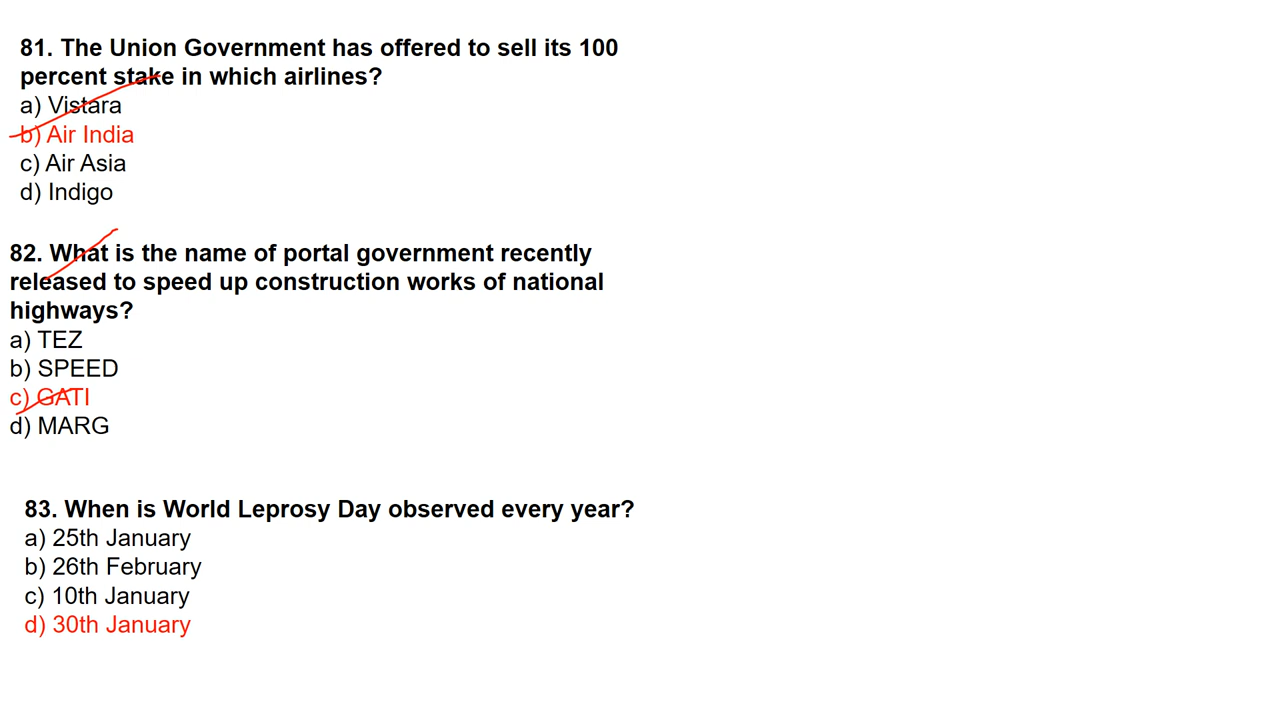 81. The Union Government has offered to sell its 100
percent stake in which airlines?
a) Vistara
b) Air India
c) Air Asia
d) Indigo
82. What is the name of portal government recently
released to speed up construction works of national
highways?
a) TEZ
b) SPEED
c) GATI
d) MARG
83. When is World Leprosy Day observed every year?
a) 25th January
b) 26th February
c) 10th January
d) 30th January